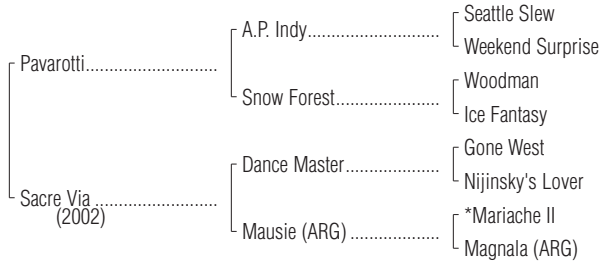 Seattle Slew
A.P. Indy
Weekend Surprise
Pavarotti
Woodman
Snow Forest
Ice Fantasy
Gone West
Dance Master
Nijinsky's Lover
Sacre Via
(2002)
*Mariache II
Mausie (ARG)
Magnala (ARG)